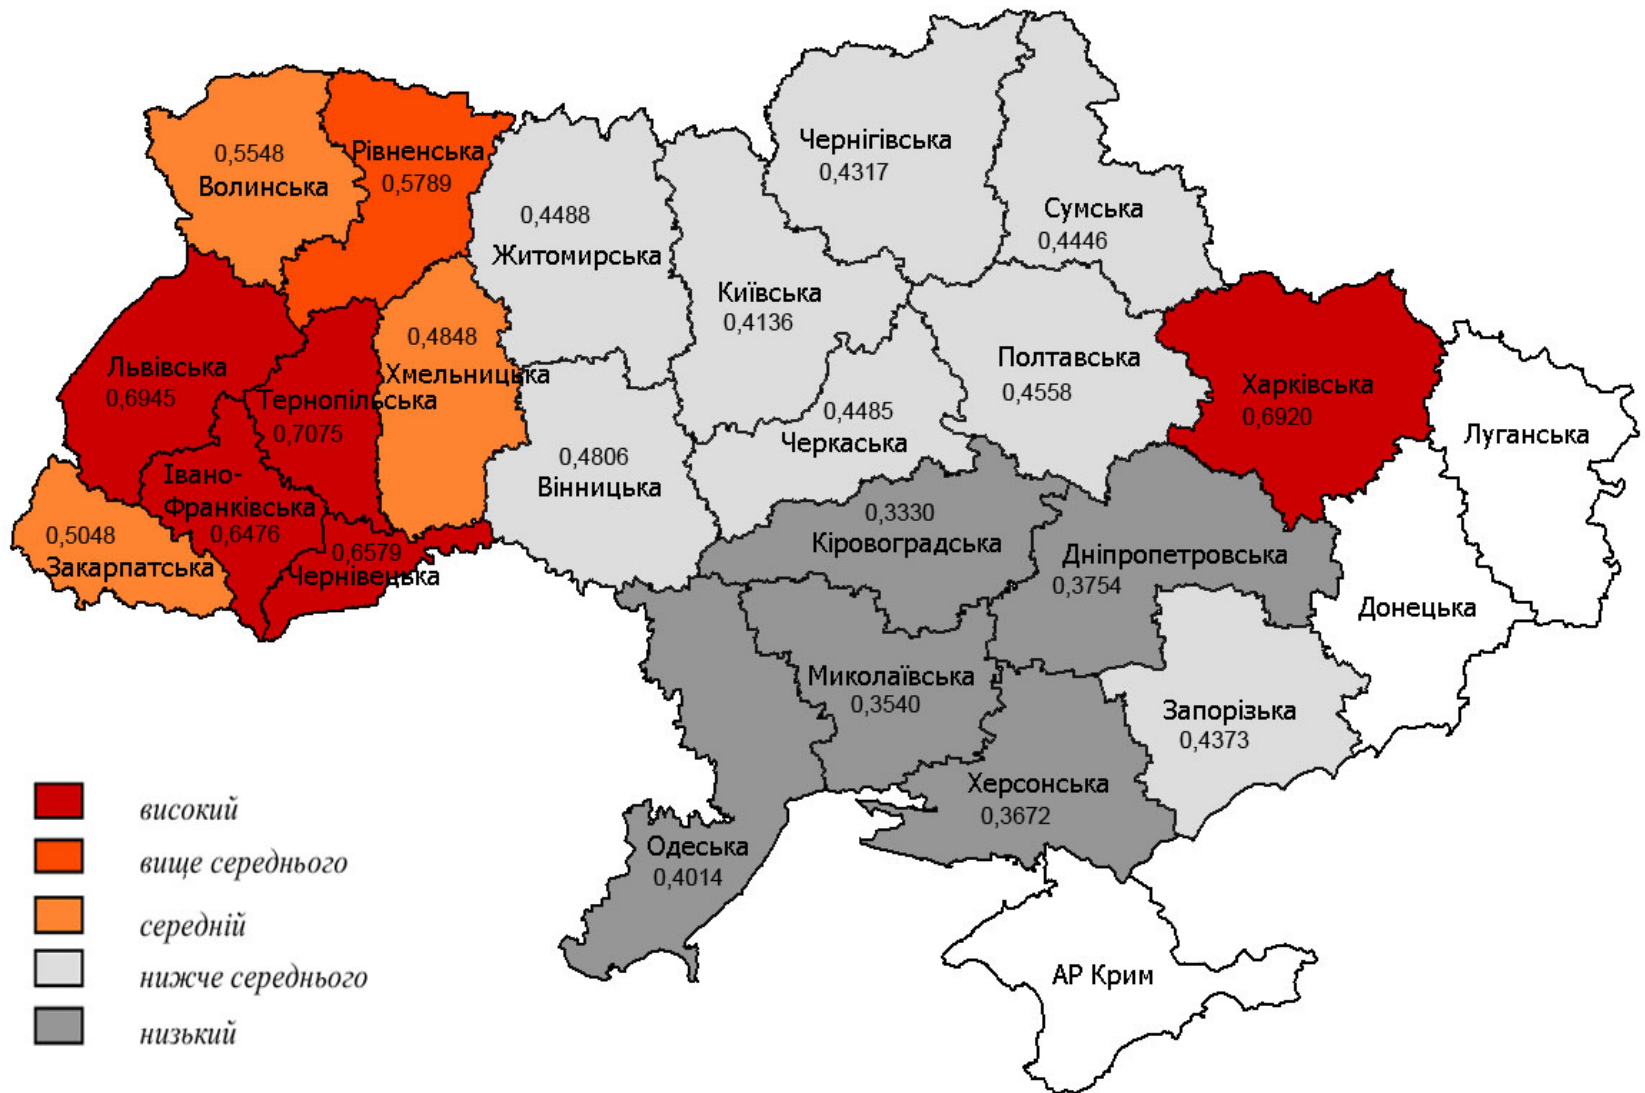 Чернігівська
0,4317
Сумська
0,4446
0,5548
Волинська
Рівненська
0,5789
0,4488
Житомирська
Київська
0,4136
Львівська
0,6945
0,4848
Хмельницька
Тернопільська
0,7075
Полтавська
0,4558
Харківська
0,6920
Луганська
0,4485
Черкаська
0,4806
Вінницька
Івано-
Франківська
0,6476
0,5048
Закарпатська
0,6579
Чернівецька
0,3330
Кіровоградська
Дніпропетровська
0,3754
Донецька
Миколаївська
0,3540
Запорізька
0,4373
Херсонська
0,3672
Одеська
0,4014
АР Крим
високий
вище середнього
середній
нижче середнього
низький